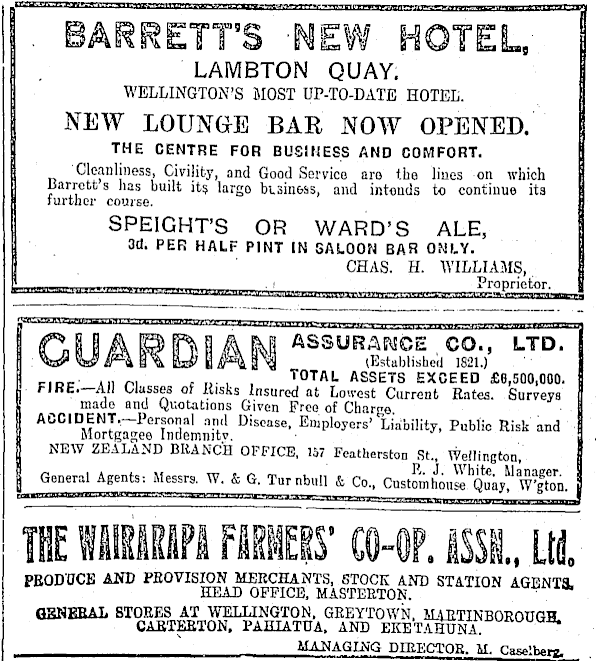 BARRETT'S NEW HOTEL,
LAMBTON QUAY.
WELLINGTON'S MOST UP-TO-DATE HOTEL.
NEW LOUNGE BAR NOW OPENED.
THE CENTRE FOR BUSINESS AND COMFORT.
Cleanliness, Civility, and Good Service are the lines on which
Barrett's has built its large business, and intends to continue its
further course.
SPEIGHT'S OR WARD'S ALE,
3d. PER HALF PINT IN SALOON BAR ONLY.
CHAS. H. WILLIAMS,
Proprietor.
GUARDIAN ASSURANCE CO., LTD.
(Established 1821.)
TOTAL ASSETS EXCEED £6,500,000.
FIRE.—All Classes of Risks Insured at Lowest Current Rates. Surveys
made and Quotations Given Free of Charge.
ACCIDENT.—Personal and Disease, Employers' Liability, Public Risk and
Mortgagee Indemnity.
NEW ZEALAND BRANCH OFFICE, 157 Featherston St., Wellington,
R. J. White, Manager.
General Agents: Messrs. W. & G. Turnbull & Co., Customhouse Quay, W'gton.
THE WAIRARAPA FARMERS' CO-OP. ASSN., Ltd.
PRODUCE AND PROVISION MERCHANTS, STOCK AND STATION AGENTS.
HEAD OFFICE, MASTERTON.
GENERAL STORES AT WELLINGTON, GREYTOWN, MARTINBOROUGH,
CARTERTON, PAHIATUA, AND EKETAHUNA.
MANAGING DIRECTOR, M. Caselberg.